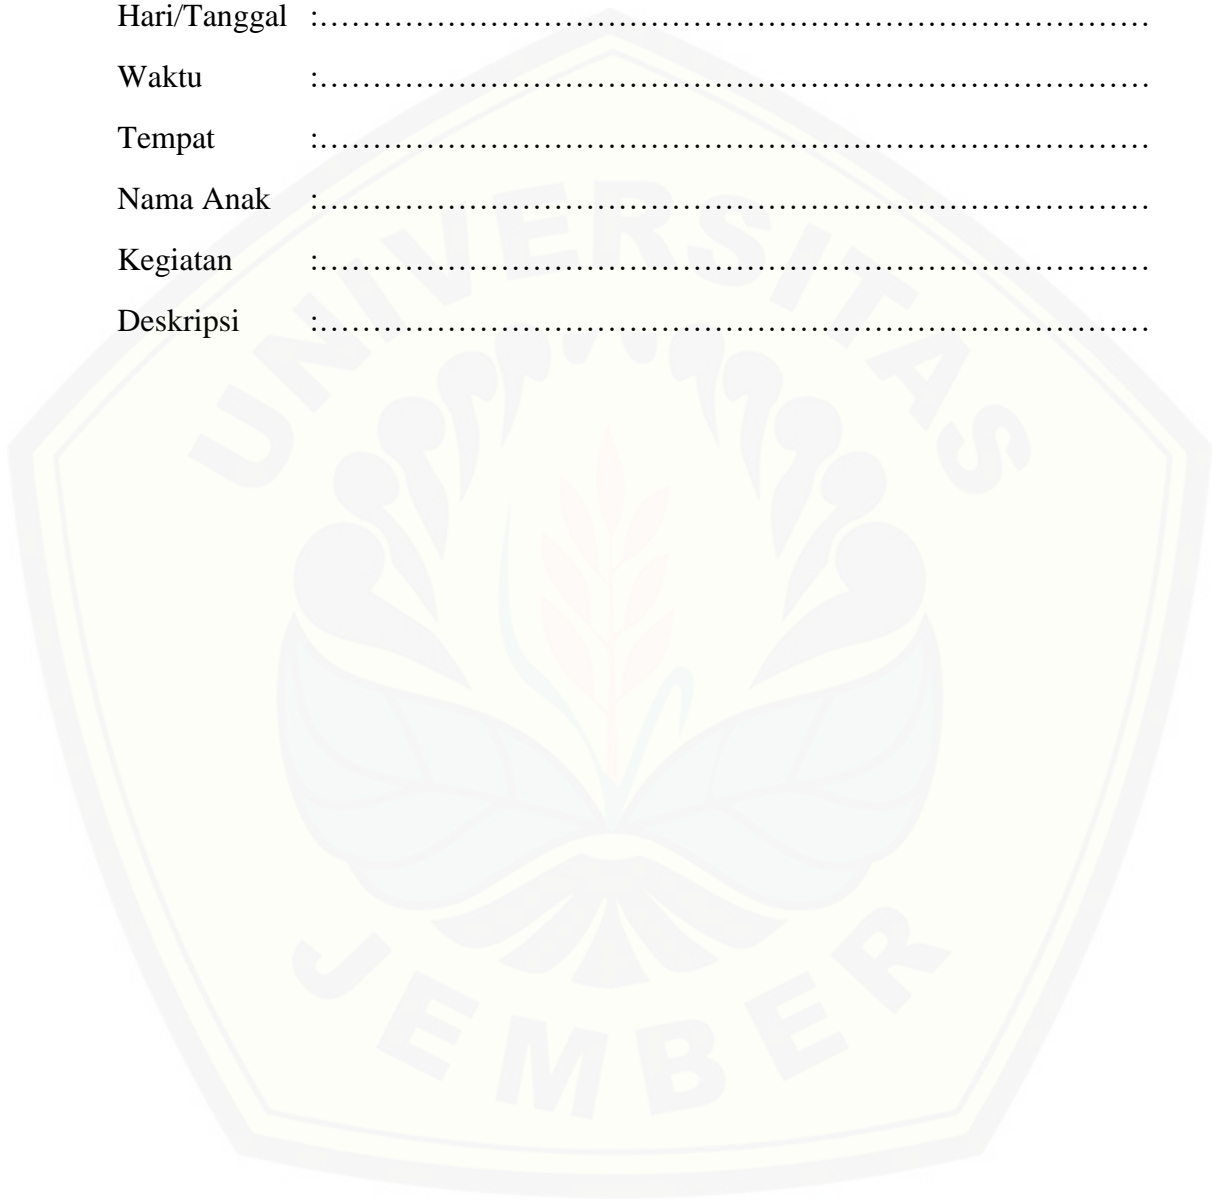 Hari/Tanggal :……………………………………………………………………
Waktu :……………………………………………………………………
Tempat :……………………………………………………………………
Nama Anak :……………………………………………………………………
Kegiatan :……………………………………………………………………
Deskripsi :……………………………………………………………………
UNIVERSITAS
JEMBER